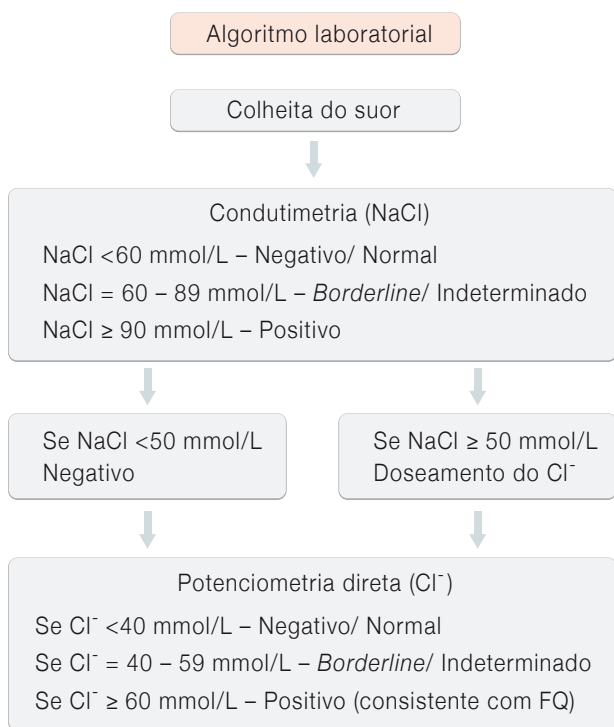 Algoritmo laboratorial
Colheita do suor
Condutimetria (NaCl)
NaCl <60 mmol/L – Negativo/ Normal
NaCl = 60 – 89 mmol/L – Borderline/ Indeterminado
NaCl ≥ 90 mmol/L – Positivo
Se NaCl <50 mmol/L
Negativo
Se NaCl ≥ 50 mmol/L
Doseamento do Cl⁻
Potenciometria direta (Cl⁻)
Se Cl⁻ <40 mmol/L – Negativo/ Normal
Se Cl⁻ = 40 – 59 mmol/L – Borderline/ Indeterminado
Se Cl⁻ ≥ 60 mmol/L – Positivo (consistente com FQ)